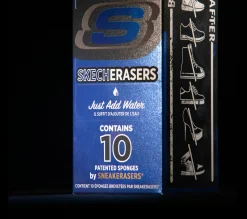 S
SKECHERASERS
Just Add Water
IL SUFFIT D'AJOUTER DE L'EAU
CONTAINS
10
PATENTED SPONGES
by SNEAKERASERS®
CONTIENT 10 ÉPONGES BREVETÉES PAR SNEAKERASERS®
AFTER